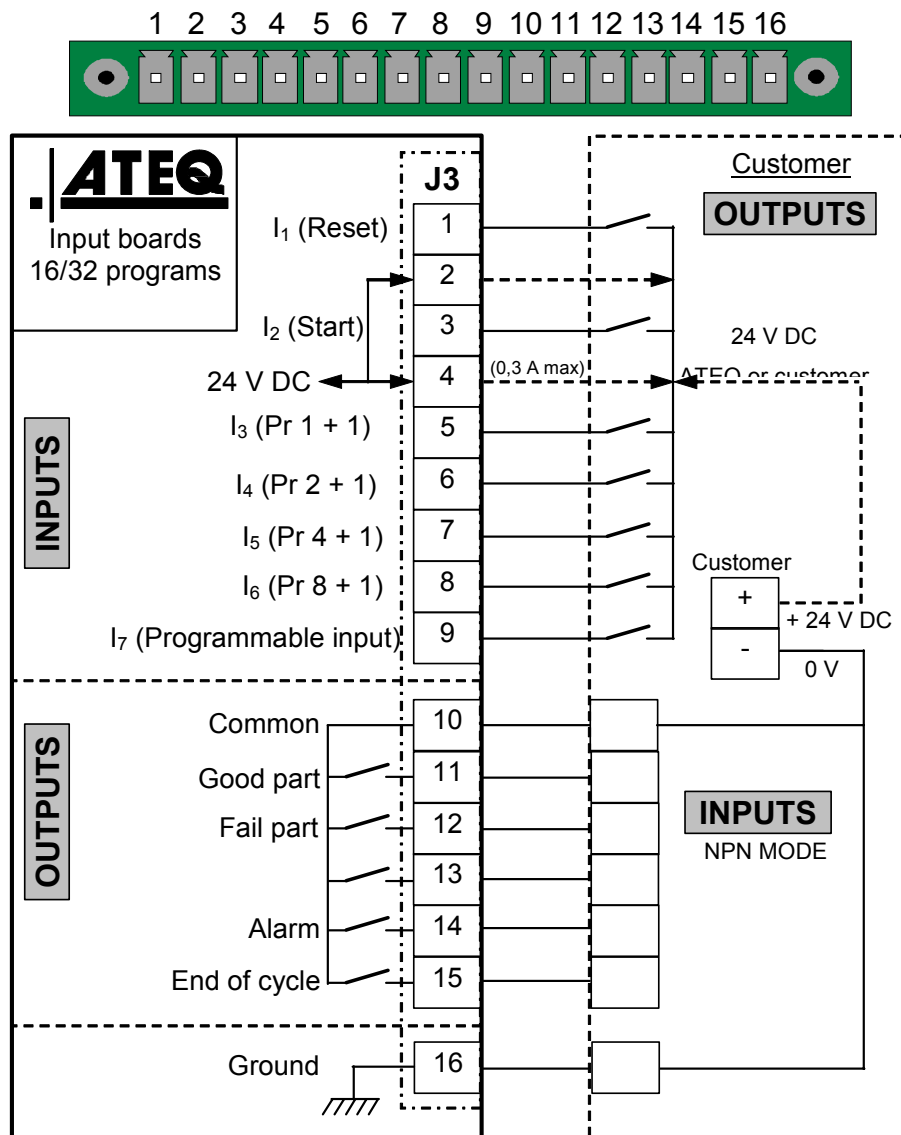 1 2 3 4 5 6 7 8 9 10 11 12 13 14 15 16
ATEQ
Input boards
16/32 programs
J3
Customer
OUTPUTS
I₁ (Reset) 1
2
I₂ (Start) 3
24 V DC
24 V DC 4 (0,3 A max) ATEQ or customer
INPUTS
I₃ (Pr 1 + 1) 5
I₄ (Pr 2 + 1) 6
I₅ (Pr 4 + 1) 7
I₆ (Pr 8 + 1) 8
I₇ (Programmable input) 9
Customer
+
+ 24 V DC
-
0 V
OUTPUTS
Common 10
Good part 11
Fail part 12
13
Alarm 14
End of cycle 15
INPUTS
NPN MODE
Ground 16